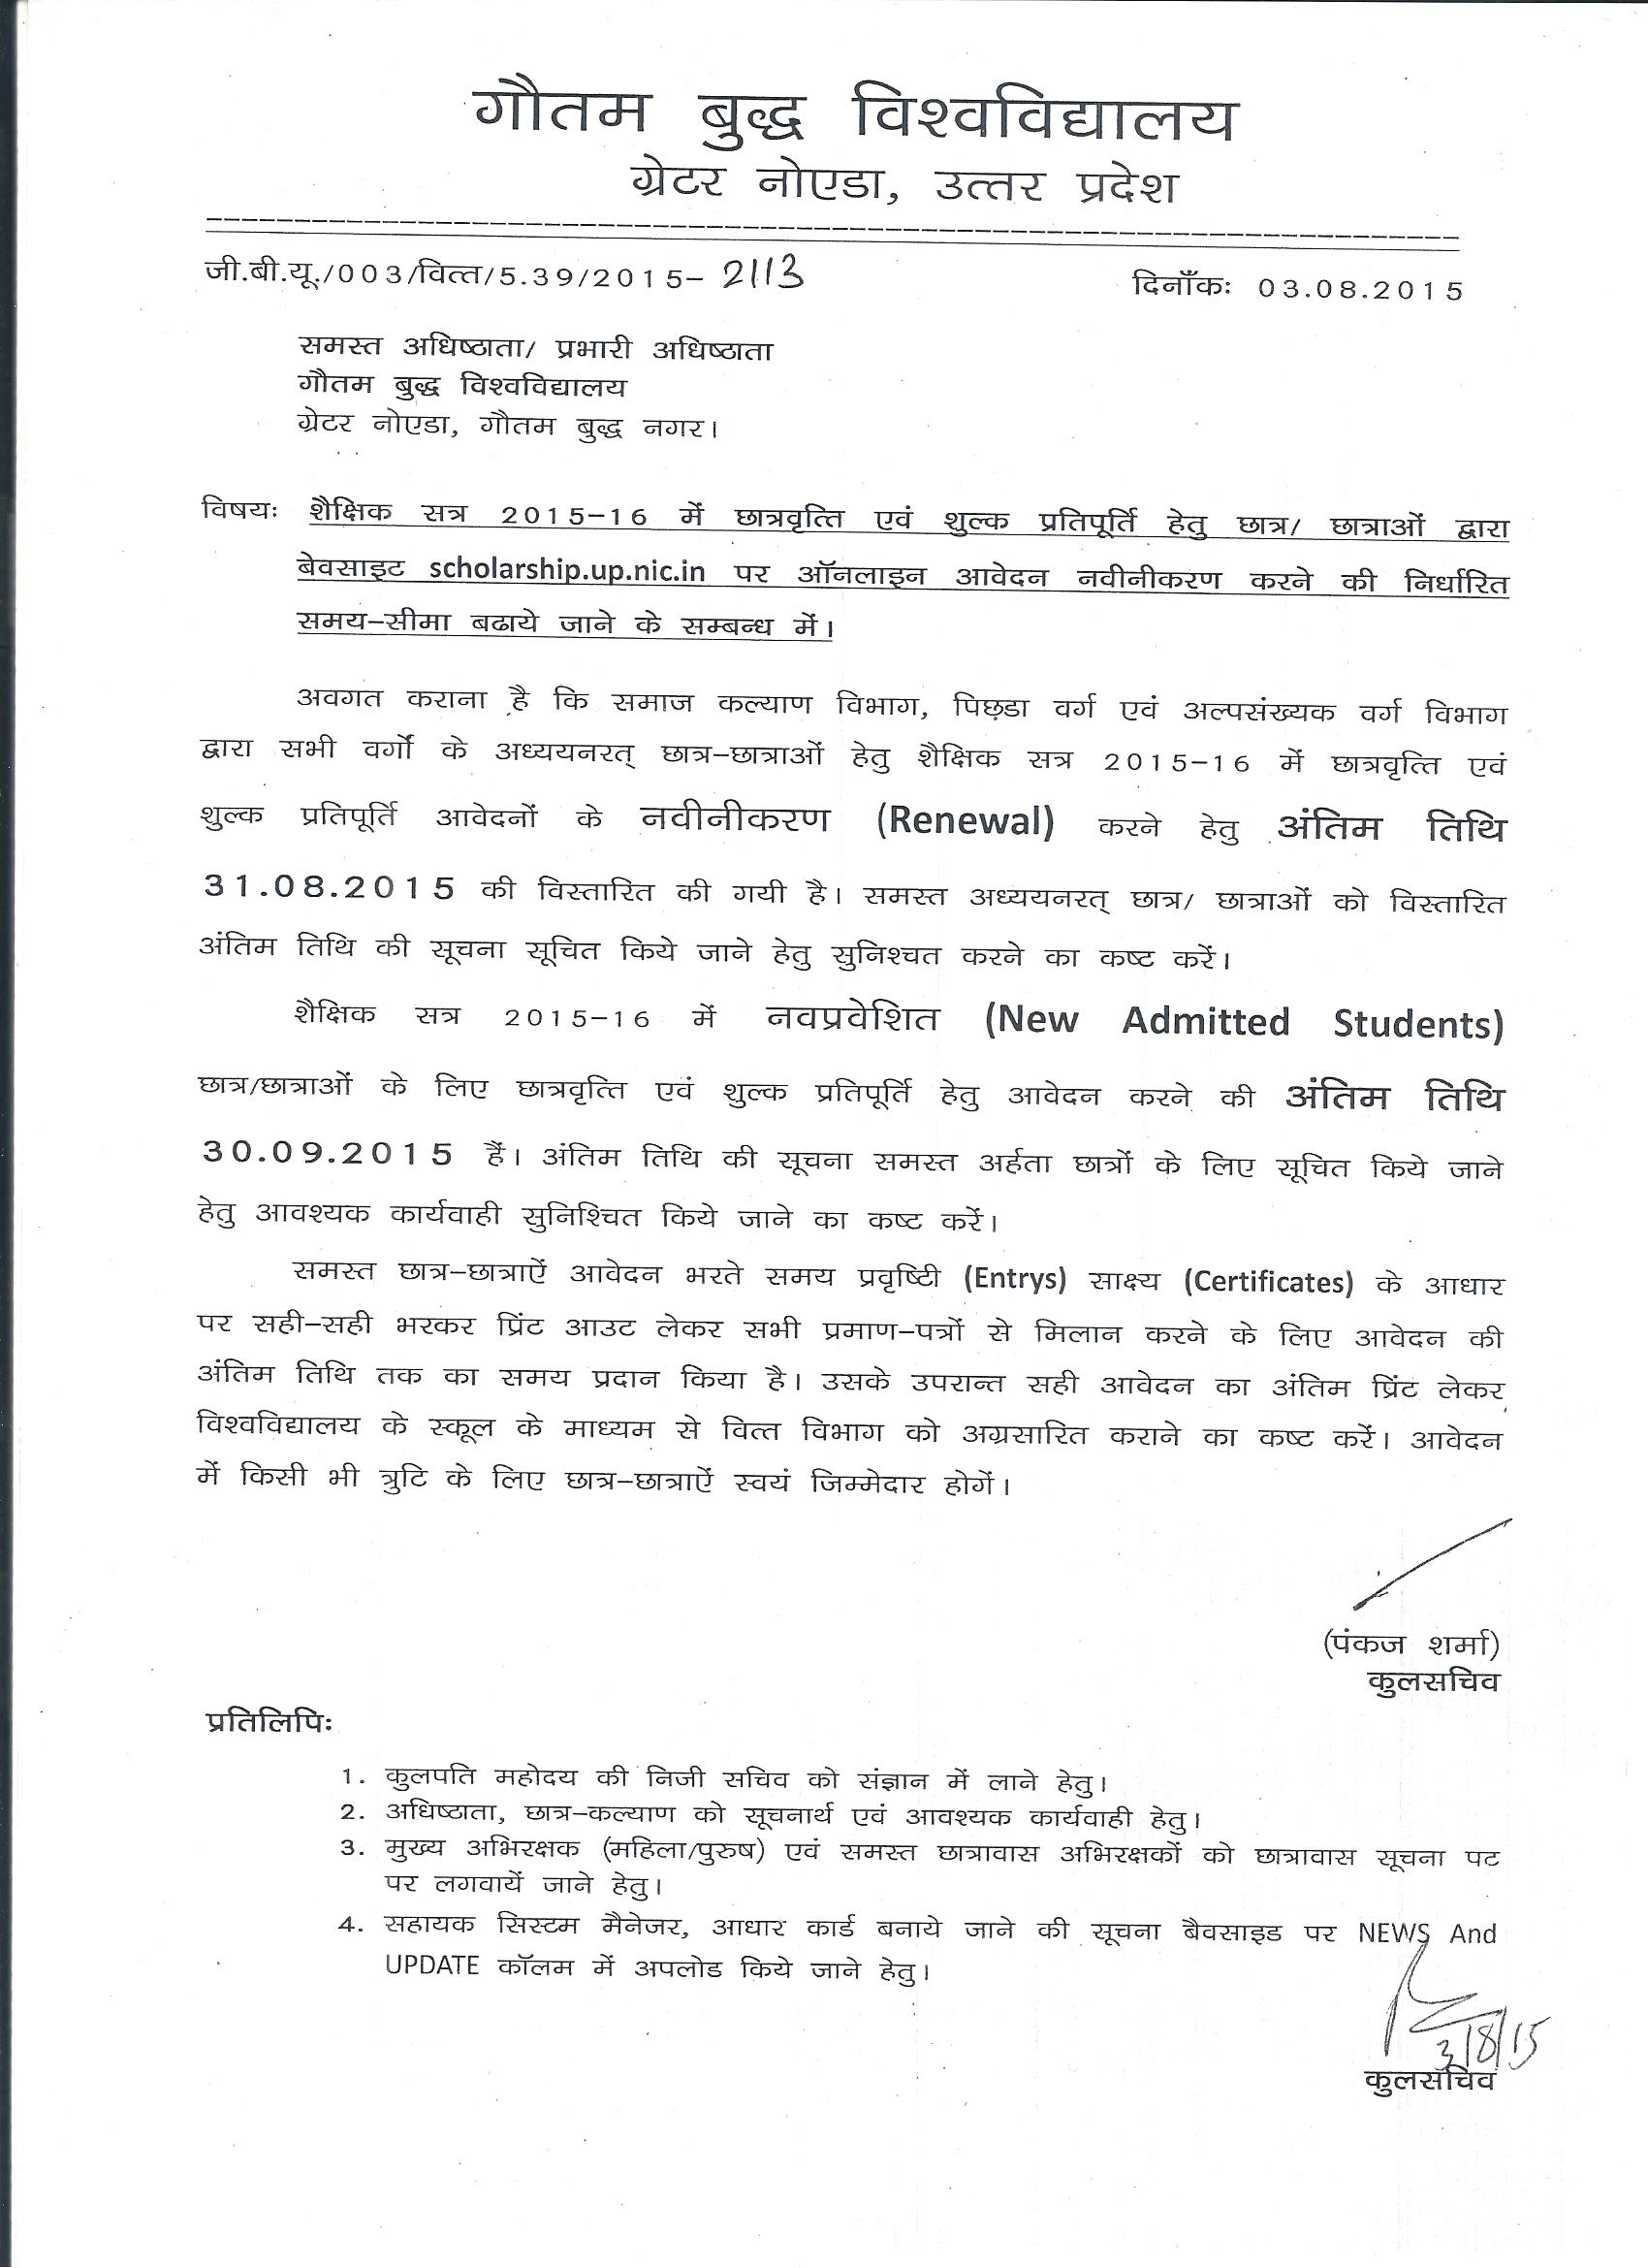 गौतम बुद्ध विश्वविद्यालय
ग्रेटर नोएडा, उत्तर प्रदेश
जी.बी.यू./003/वित्त/5.39/2015- 2113 दिनाँकः 03.08.2015
समस्त अधिष्ठाता/ प्रभारी अधिष्ठाता
गौतम बुद्ध विश्वविद्यालय
ग्रेटर नोएडा, गौतम बुद्ध नगर।
विषयः शैक्षिक सत्र 2015-16 में छात्रवृत्ति एवं शुल्क प्रतिपूर्ति हेतु छात्र/ छात्राओं द्वारा
बेवसाइट scholarship.up.nic.in पर ऑनलाइन आवेदन नवीनीकरण करने की निर्धारित
समय-सीमा बढाये जाने के सम्बन्ध में।
अवगत कराना है कि समाज कल्याण विभाग, पिछडा वर्ग एवं अल्पसंख्यक वर्ग विभाग
द्वारा सभी वर्गों के अध्ययनरत् छात्र-छात्राओं हेतु शैक्षिक सत्र 2015-16 में छात्रवृत्ति एवं
शुल्क प्रतिपूर्ति आवेदनों के नवीनीकरण (Renewal) करने हेतु अंतिम तिथि
31.08.2015 की विस्तारित की गयी है। समस्त अध्ययनरत् छात्र/ छात्राओं को विस्तारित
अंतिम तिथि की सूचना सूचित किये जाने हेतु सुनिश्चत करने का कष्ट करें।
शैक्षिक सत्र 2015-16 में नवप्रवेशित (New Admitted Students)
छात्र/छात्राओं के लिए छात्रवृत्ति एवं शुल्क प्रतिपूर्ति हेतु आवेदन करने की अंतिम तिथि
30.09.2015 हैं। अंतिम तिथि की सूचना समस्त अर्हता छात्रों के लिए सूचित किये जाने
हेतु आवश्यक कार्यवाही सुनिश्चित किये जाने का कष्ट करें।
समस्त छात्र-छात्राऐं आवेदन भरते समय प्रवृष्टिी (Entrys) साक्ष्य (Certificates) के आधार
पर सही-सही भरकर प्रिंट आउट लेकर सभी प्रमाण-पत्रों से मिलान करने के लिए आवेदन की
अंतिम तिथि तक का समय प्रदान किया है। उसके उपरान्त सही आवेदन का अंतिम प्रिंट लेकर
विश्वविद्यालय के स्कूल के माध्यम से वित्त विभाग को अग्रसारित कराने का कष्ट करें। आवेदन
में किसी भी त्रुटि के लिए छात्र-छात्राऐं स्वयं जिम्मेदार होगें।
(पंकज शर्मा)
कुलसचिव
प्रतिलिपिः
1. कुलपति महोदय की निजी सचिव को संज्ञान में लाने हेतु।
2. अधिष्ठाता, छात्र-कल्याण को सूचनार्थ एवं आवश्यक कार्यवाही हेतु।
3. मुख्य अभिरक्षक (महिला/पुरुष) एवं समस्त छात्रावास अभिरक्षकों को छात्रावास सूचना पट
पर लगवायें जाने हेतु।
4. सहायक सिस्टम मैनेजर, आधार कार्ड बनाये जाने की सूचना बैवसाइड पर NEWS And
UPDATE कॉलम में अपलोड किये जाने हेतु।
3/8/15
कुलसचिव